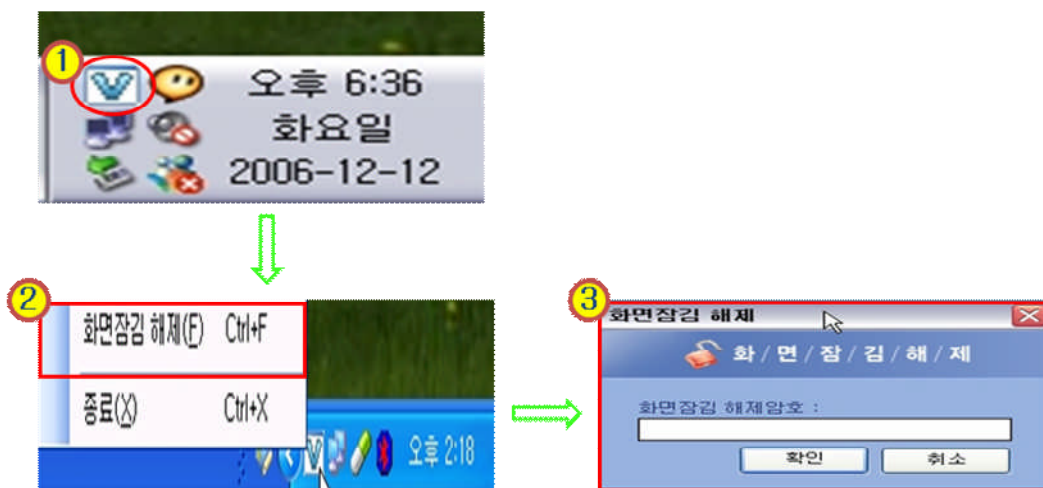 1
오후 6:36
화요일
2006-12-12
2
화면잠김 해제(F) Ctrl+F
종료(X) Ctrl+X
오후 2:18
3
화면잠김 해제
화/면/잠/김/해/제
화면잠김 해제암호 :
확인
취소